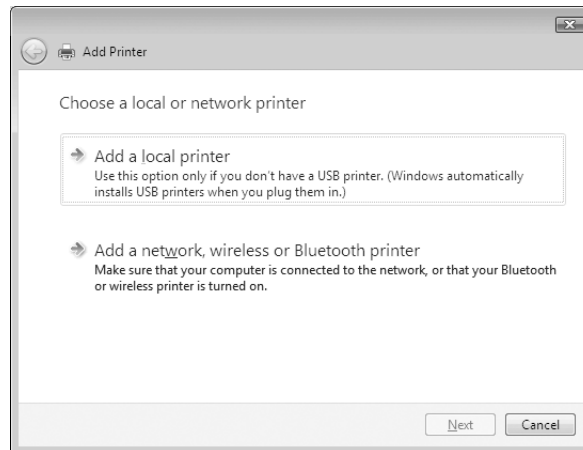 Add Printer
Choose a local or network printer
Add a local printer
Use this option only if you don't have a USB printer. (Windows automatically
installs USB printers when you plug them in.)
Add a network, wireless or Bluetooth printer
Make sure that your computer is connected to the network, or that your Bluetooth
or wireless printer is turned on.
Next Cancel